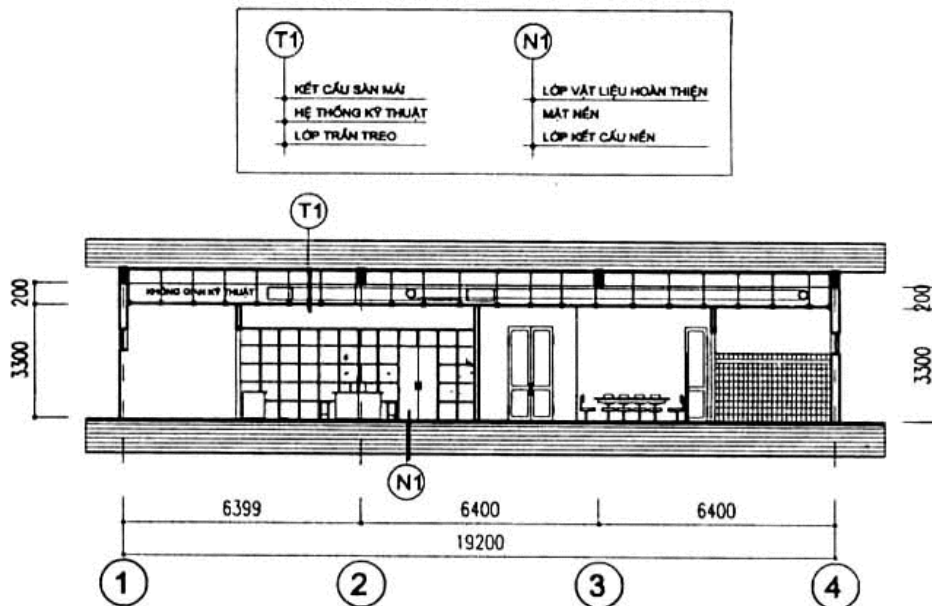 T1
KẾT CẤU SÀN MÁI
HỆ THỐNG KỸ THUẬT
LỚP TRẦN TREO
N1
LỚP VẬT LIỆU HOÀN THIỆN
MẶT NỀN
LỚP KẾT CẤU NỀN
T1
KHÔNG GIAN KỸ THUẬT
200
3300
200
3300
N1
6399
6400
6400
19200
1
2
3
4